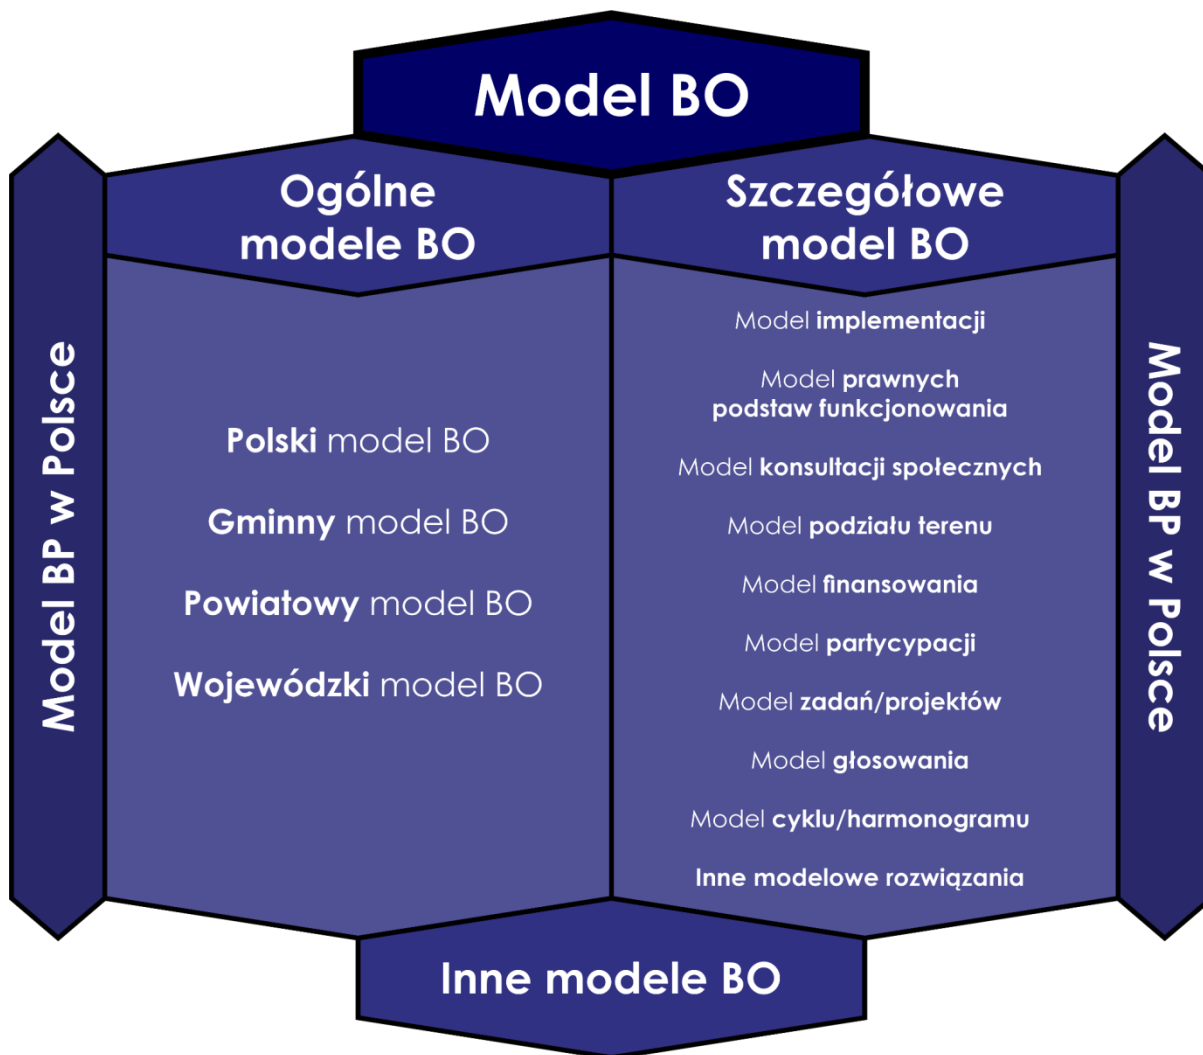 Model BO
Ogólne
modele BO
Szczegółowe
model BO
Model BP w Polsce
Polski model BO
Gminny model BO
Powiatowy model BO
Wojewódzki model BO
Model implementacji
Model prawnych
podstaw funkcjonowania
Model konsultacji społecznych
Model podziału terenu
Model finansowania
Model partycypacji
Model zadań/projektów
Model głosowania
Model cyklu/harmonogramu
Inne modelowe rozwiązania
Model BP w Polsce
Inne modele BO